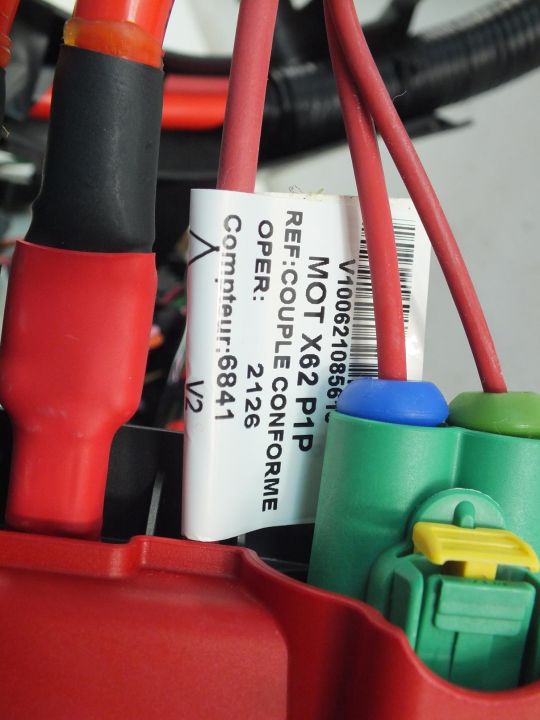 MOT X62 P1P
REF:COUPLE CONFORME
OPER: 2126
Compteur:6841
V2